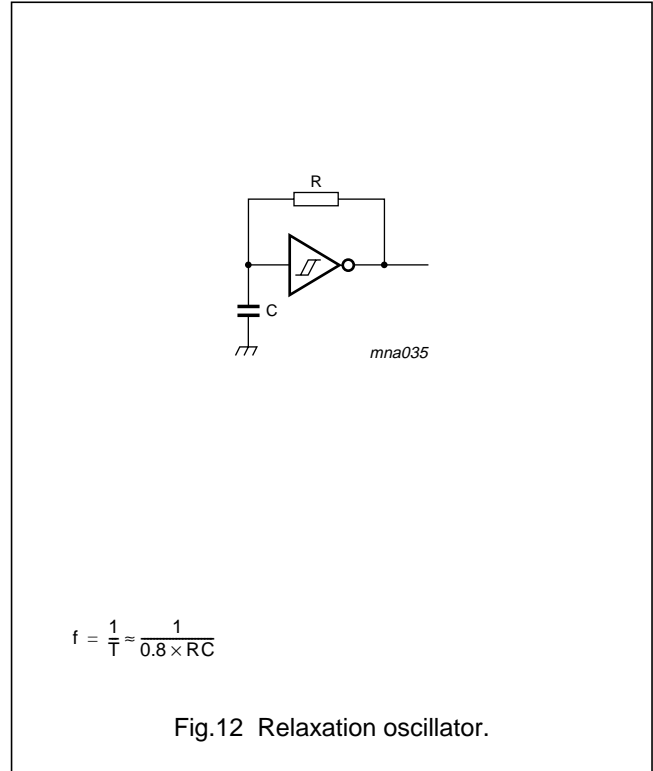 R
C
mna035
f = 1/T ≈ 1/(0.8 × RC)
Fig.12 Relaxation oscillator.